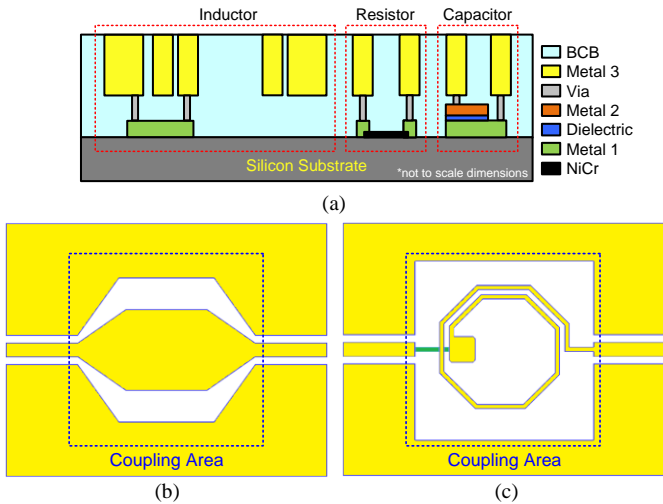 Inductor Resistor Capacitor
BCB
Metal 3
Via
Metal 2
Dielectric
Metal 1
NiCr
Silicon Substrate
*not to scale dimensions
(a)
Coupling Area Coupling Area
(b) (c)